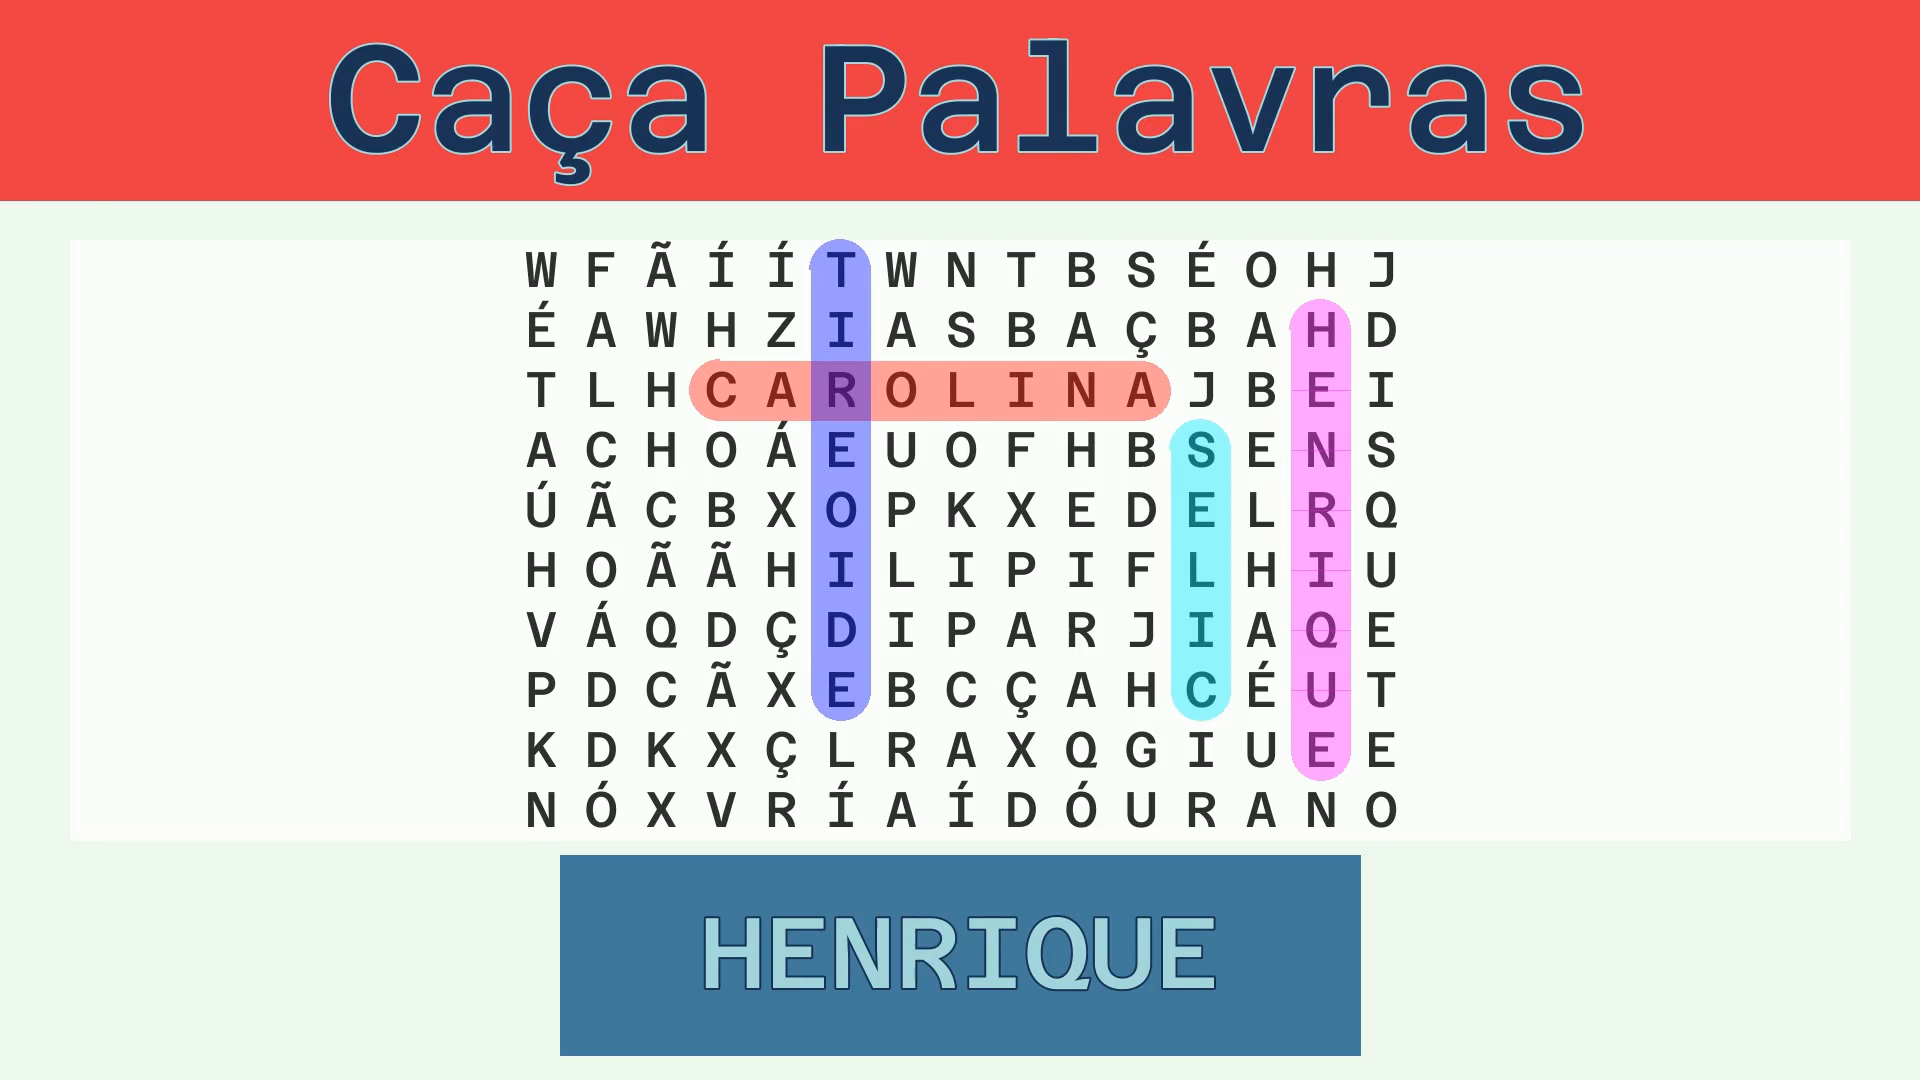 Caça Palavras
W F Ã Í Í T W N T B S É O H J
É A W H Z I A S B A Ç B A H D
T L H C A R O L I N A J B E I
A C H O Á E U O F H B S E N S
Ú Ã C B X O P K X E D E L R Q
H O Ã Ã H I L I P I F L H I U
V Á Q D Ç D I P A R J I A Q E
P D C Ã X E B C Ç A H C É U T
K D K X Ç L R A X Q G I U E E
N Ó X V R Í A Í D Ó U R A N O
HENRIQUE